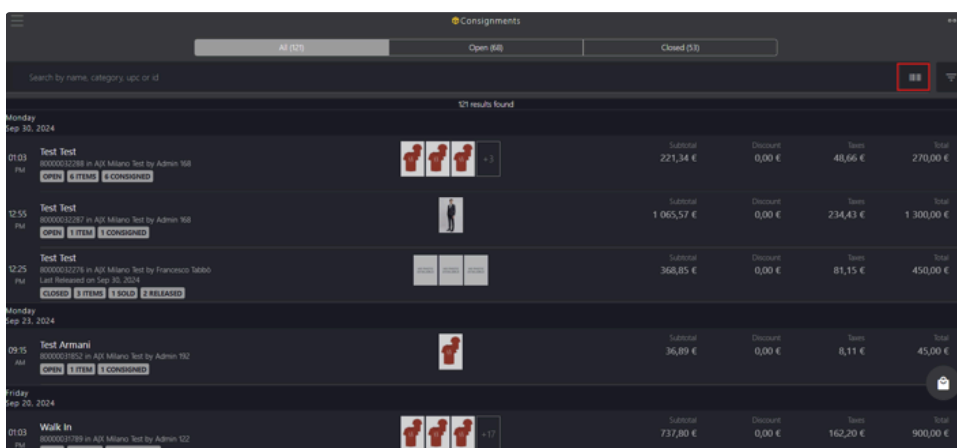 Consignments
All (121) Open (68) Closed (53)
Search by name, category, upc or id
121 results found
Monday
Sep 30, 2024
01:03 PM
Test Test
80000032288 in A|X Milano Test by Admin 168
OPEN 6 ITEMS 6 CONSIGNED
+3
Subtotal Discount Taxes Total
221,34 € 0,00 € 48,66 € 270,00 €
12:55 PM
Test Test
80000032287 in A|X Milano Test by Admin 168
OPEN 1 ITEM 1 CONSIGNED
Subtotal Discount Taxes Total
1 065,57 € 0,00 € 234,43 € 1 300,00 €
12:25 PM
Test Test
80000032276 in A|X Milano Test by Francesco Tabbò
Last Released on Sep 30, 2024
CLOSED 3 ITEMS 1 SOLD 2 RELEASED
Subtotal Discount Taxes Total
368,85 € 0,00 € 81,15 € 450,00 €
Monday
Sep 23, 2024
09:15 AM
Test Armani
80000031852 in A|X Milano Test by Admin 192
OPEN 1 ITEM 1 CONSIGNED
Subtotal Discount Taxes Total
36,89 € 0,00 € 8,11 € 45,00 €
Friday
Sep 20, 2024
01:03 PM
Walk In
80000031789 in A|X Milano Test by Admin 122
+17
Subtotal Discount Taxes Total
737,80 € 0,00 € 162,20 € 900,00 €